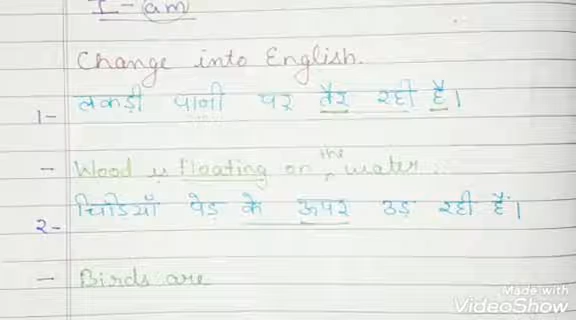 I - am
Change into English.
1- लकड़ी पानी पर तैर रही है।
- Wood is floating on the water.
2- चिडियाँ पेड़ के ऊपर उड़ रही हैं।
- Birds are
Made with
VideoShow